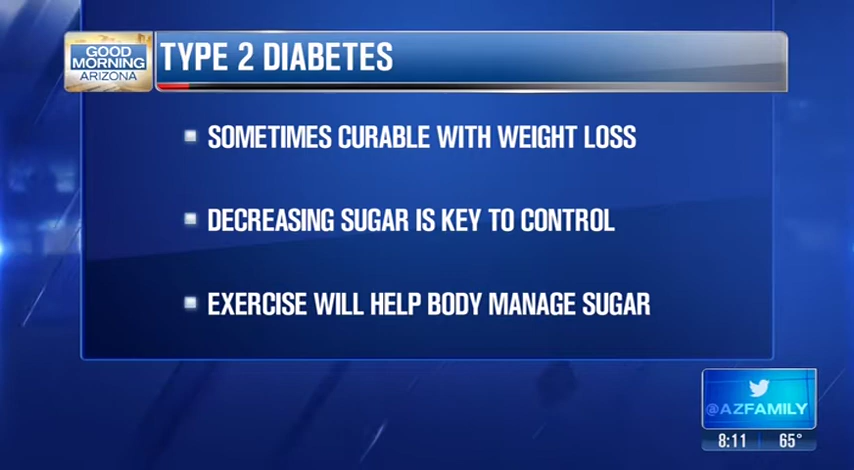 GOOD
MORNING
ARIZONA
TYPE 2 DIABETES
SOMETIMES CURABLE WITH WEIGHT LOSS
DECREASING SUGAR IS KEY TO CONTROL
EXERCISE WILL HELP BODY MANAGE SUGAR
@AZFAMILY
8:11 65°